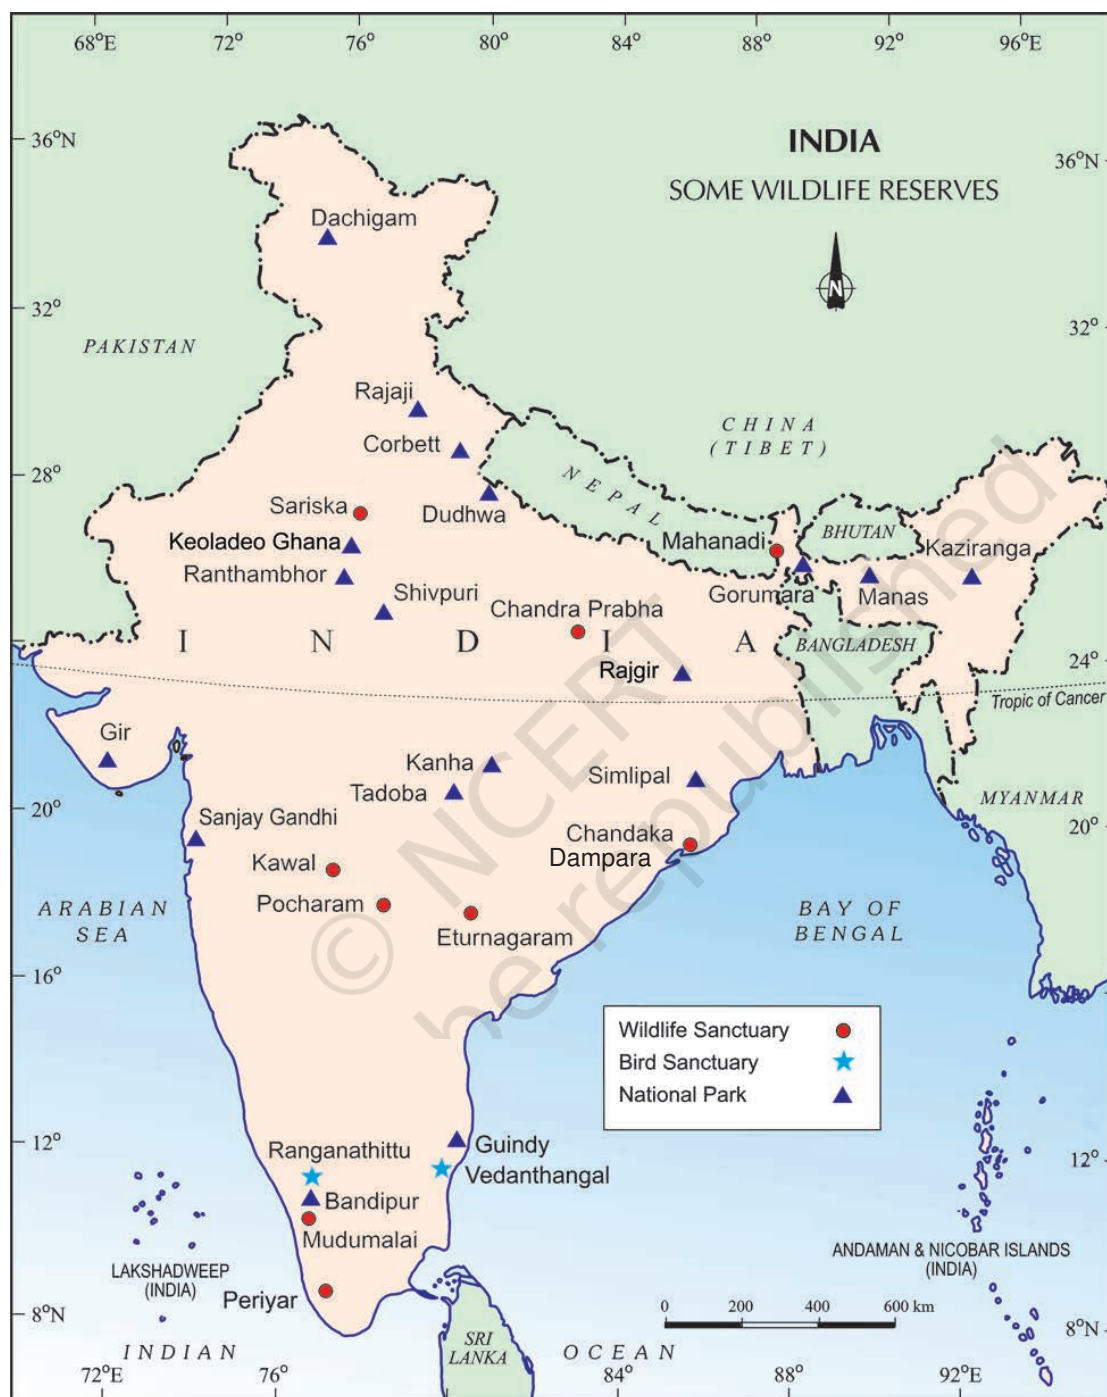 68°E 72° 76° 80° 84° 88° 92° 96°E
INDIA
SOME WILDLIFE RESERVES
N
36°N
36°N
Dachigam
32°
32°
PAKISTAN
Rajaji
Corbett
CHINA
(TIBET)
NEPAL
28°
28°
Sariska
Dudhwa
Keoladeo Ghana
Ranthambhor
Shivpuri
Mahanadi
BHUTAN
Kaziranga
Gorumara
Manas
Chandra Prabha
INDIA
BANGLADESH
24°
24°
Rajgir
Tropic of Cancer
Gir
Kanha
Tadoba
Simlipal
20°
20°
MYANMAR
Sanjay Gandhi
Chandaka
Dampara
Kawal
Pocharam
Eturnagaram
ARABIAN
SEA
BAY OF
BENGAL
16°
© NCERT
be republished
Wildlife Sanctuary
Bird Sanctuary
National Park
12°
12°
Ranganathittu
Guindy
Vedanthangal
Bandipur
Mudumalai
Periyar
LAKSHADWEEP
(INDIA)
ANDAMAN & NICOBAR ISLANDS
(INDIA)
0 200 400 600 km
8°N
8°N
SRI
LANKA
INDIAN OCEAN
72°E 76° 84° 88° 92°E